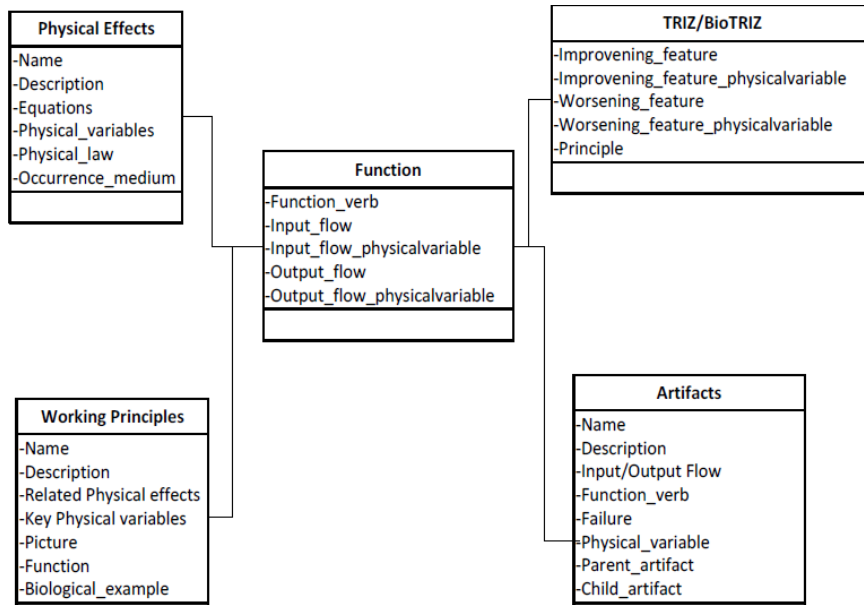 Physical Effects
-Name
-Description
-Equations
-Physical_variables
-Physical_law
-Occurrence_medium
TRIZ/BioTRIZ
-Improvening_feature
-Improvening_feature_physicalvariable
-Worsening_feature
-Worsening_feature_physicalvariable
-Principle
Function
-Function_verb
-Input_flow
-Input_flow_physicalvariable
-Output_flow
-Output_flow_physicalvariable
Working Principles
-Name
-Description
-Related Physical effects
-Key Physical variables
-Picture
-Function
-Biological_example
Artifacts
-Name
-Description
-Input/Output Flow
-Function_verb
-Failure
-Physical_variable
-Parent_artifact
-Child_artifact